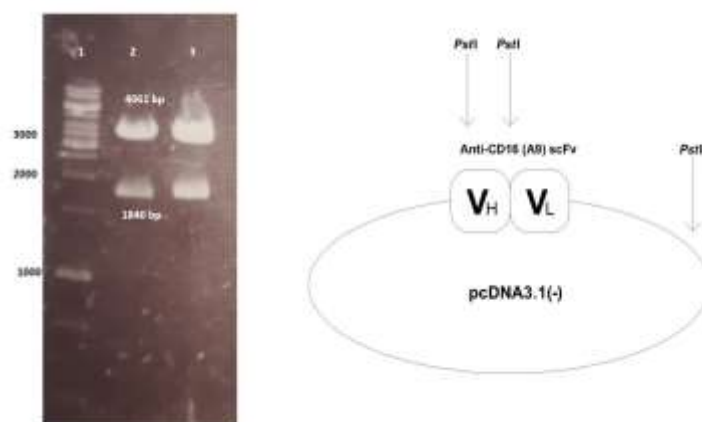 1 2 3
4061 bp
3000
2000
1840 bp
1000
PstI PstI
Anti-CD16 (A9) scFv
PstI
VH VL
pcDNA3.1(-)